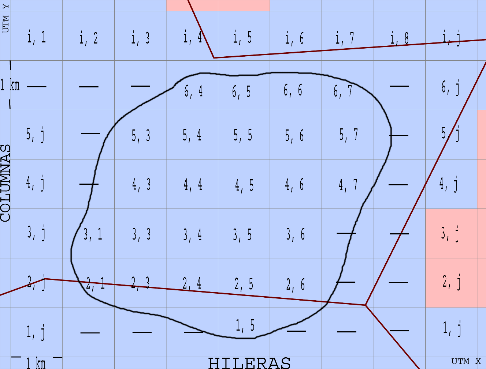 UTM Y
i, 1 i, 2 i, 3 i, 4 i, 5 i, 6 i, 7 i, 8 i, j
1 km — — — 6, 4 6, 5 6, 6 6, 7 — 6, j
5, j — 5, 3 5, 4 5, 5 5, 6 5, 7 — 5, j
COLUMNAS
4, j — 4, 3 4, 4 4, 5 4, 6 4, 7 — 4, j
3, j 3, 1 3, 3 3, 4 3, 5 3, 6 — — 3, j
2, j 2, 1 2, 3 2, 4 2, 5 2, 6 — — 2, j
1, j — — — 1, 5 — — — 1, j
1 km HILERAS UTM X